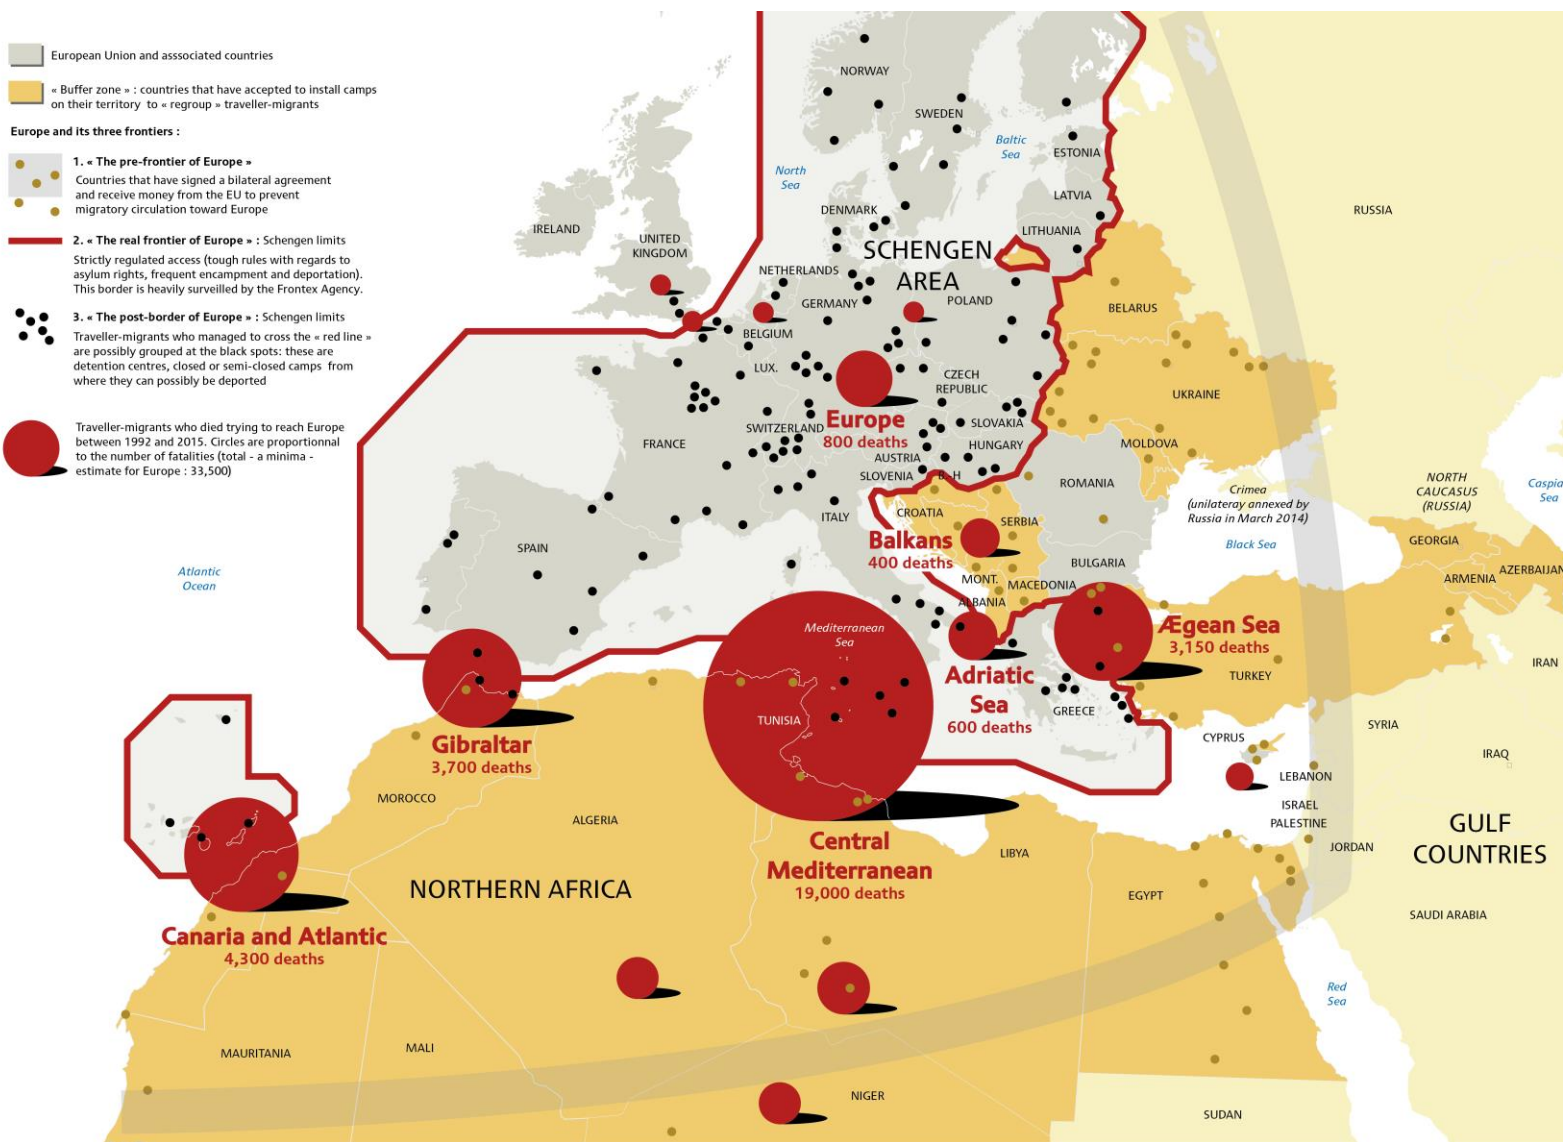 European Union and asssociated countries
« Buffer zone » : countries that have accepted to install camps
on their territory  to « regroup » traveller-migrants
Europe and its three frontiers :
1. « The pre-frontier of Europe »
Countries that have signed a bilateral agreement
and receive money from the EU to prevent
migratory circulation toward Europe
2. « The real frontier of Europe » : Schengen limits
Strictly regulated access (tough rules with regards to
asylum rights, frequent encampment and deportation).
This border is heavily surveilled by the Frontex Agency.
3. « The post-border of Europe » : Schengen limits
Traveller-migrants who managed to cross the « red line »
are possibly grouped at the black spots: these are
detention centres, closed or semi-closed camps  from
where they can possibly be deported
Traveller-migrants who died trying to reach Europe
between 1992 and 2015. Circles are proportionnal
to the number of fatalities (total - a minima -
estimate for Europe : 33,500)
NORWAY
SWEDEN
Baltic
Sea
ESTONIA
North
Sea
LATVIA
RUSSIA
DENMARK
IRELAND
UNITED
KINGDOM
LITHUANIA
SCHENGEN
AREA
NETHERLANDS
GERMANY
POLAND
BELARUS
BELGIUM
LUX.
CZECH
REPUBLIC
UKRAINE
Europe
800 deaths
SWITZERLAND
SLOVAKIA
FRANCE
HUNGARY
MOLDOVA
AUSTRIA
SLOVENIA
B.-H
ROMANIA
NORTH
CAUCASUS
(RUSSIA)
Caspia
Sea
Crimea
(unilateray annexed by
Russia in March 2014)
CROATIA
ITALY
SERBIA
Black Sea
GEORGIA
SPAIN
Balkans
400 deaths
BULGARIA
Atlantic
Ocean
MONT.
MACEDONIA
ARMENIA
AZERBAIJAN
ALBANIA
Mediterranean
Sea
Ægean Sea
3,150 deaths
IRAN
Adriatic
Sea
600 deaths
TURKEY
GREECE
TUNISIA
SYRIA
CYPRUS
Gibraltar
3,700 deaths
IRAQ
LEBANON
MOROCCO
ISRAEL
PALESTINE
ALGERIA
GULF
COUNTRIES
Central
Mediterranean
19,000 deaths
LIBYA
JORDAN
NORTHERN AFRICA
EGYPT
SAUDI ARABIA
Canaria and Atlantic
4,300 deaths
Red
Sea
MAURITANIA
MALI
NIGER
SUDAN